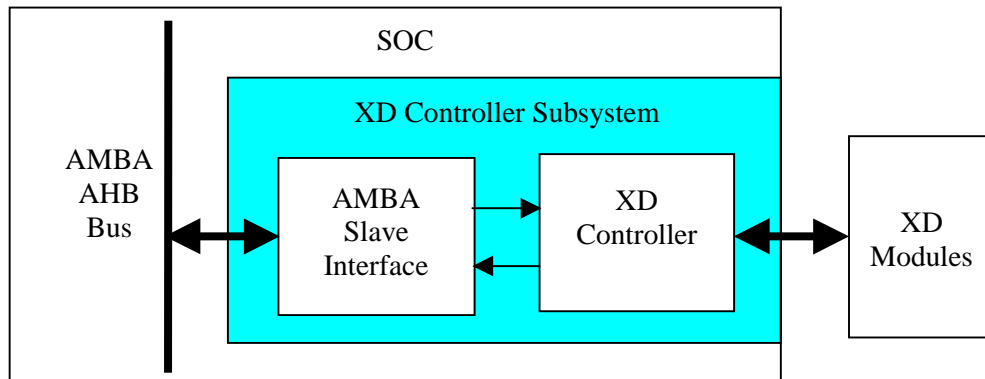 SOC
XD Controller Subsystem
AMBA
AHB
Bus
AMBA
Slave
Interface
XD
Controller
XD
Modules